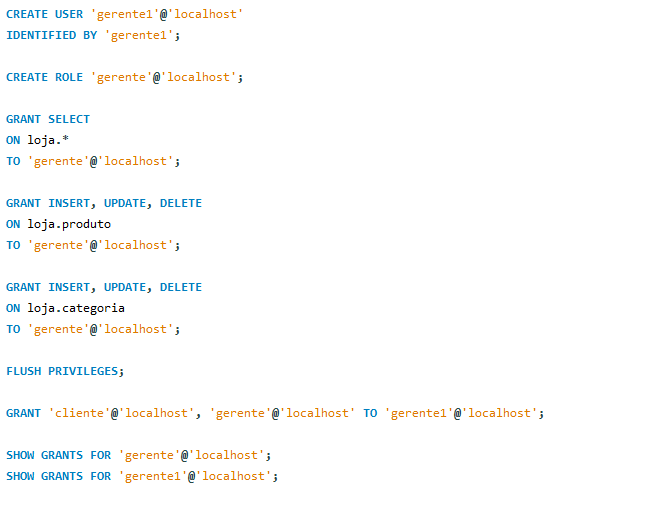 CREATE USER 'gerente1'@'localhost'
IDENTIFIED BY 'gerente1';
CREATE ROLE 'gerente'@'localhost';
GRANT SELECT
ON loja.*
TO 'gerente'@'localhost';
GRANT INSERT, UPDATE, DELETE
ON loja.produto
TO 'gerente'@'localhost';
GRANT INSERT, UPDATE, DELETE
ON loja.categoria
TO 'gerente'@'localhost';
FLUSH PRIVILEGES;
GRANT 'cliente'@'localhost', 'gerente'@'localhost' TO 'gerente1'@'localhost';
SHOW GRANTS FOR 'gerente'@'localhost';
SHOW GRANTS FOR 'gerente1'@'localhost';